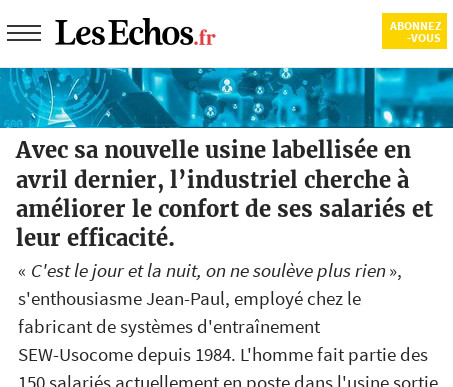 LesEchos.fr
ABONNEZ
-VOUS
Avec sa nouvelle usine labellisée en
avril dernier, l’industriel cherche à
améliorer le confort de ses salariés et
leur efficacité.
« C'est le jour et la nuit, on ne soulève plus rien »,
s'enthousiasme Jean-Paul, employé chez le
fabricant de systèmes d'entraînement
SEW-Usocome depuis 1984. L'homme fait partie des
150 salariés actuellement en poste dans l'usine sortie